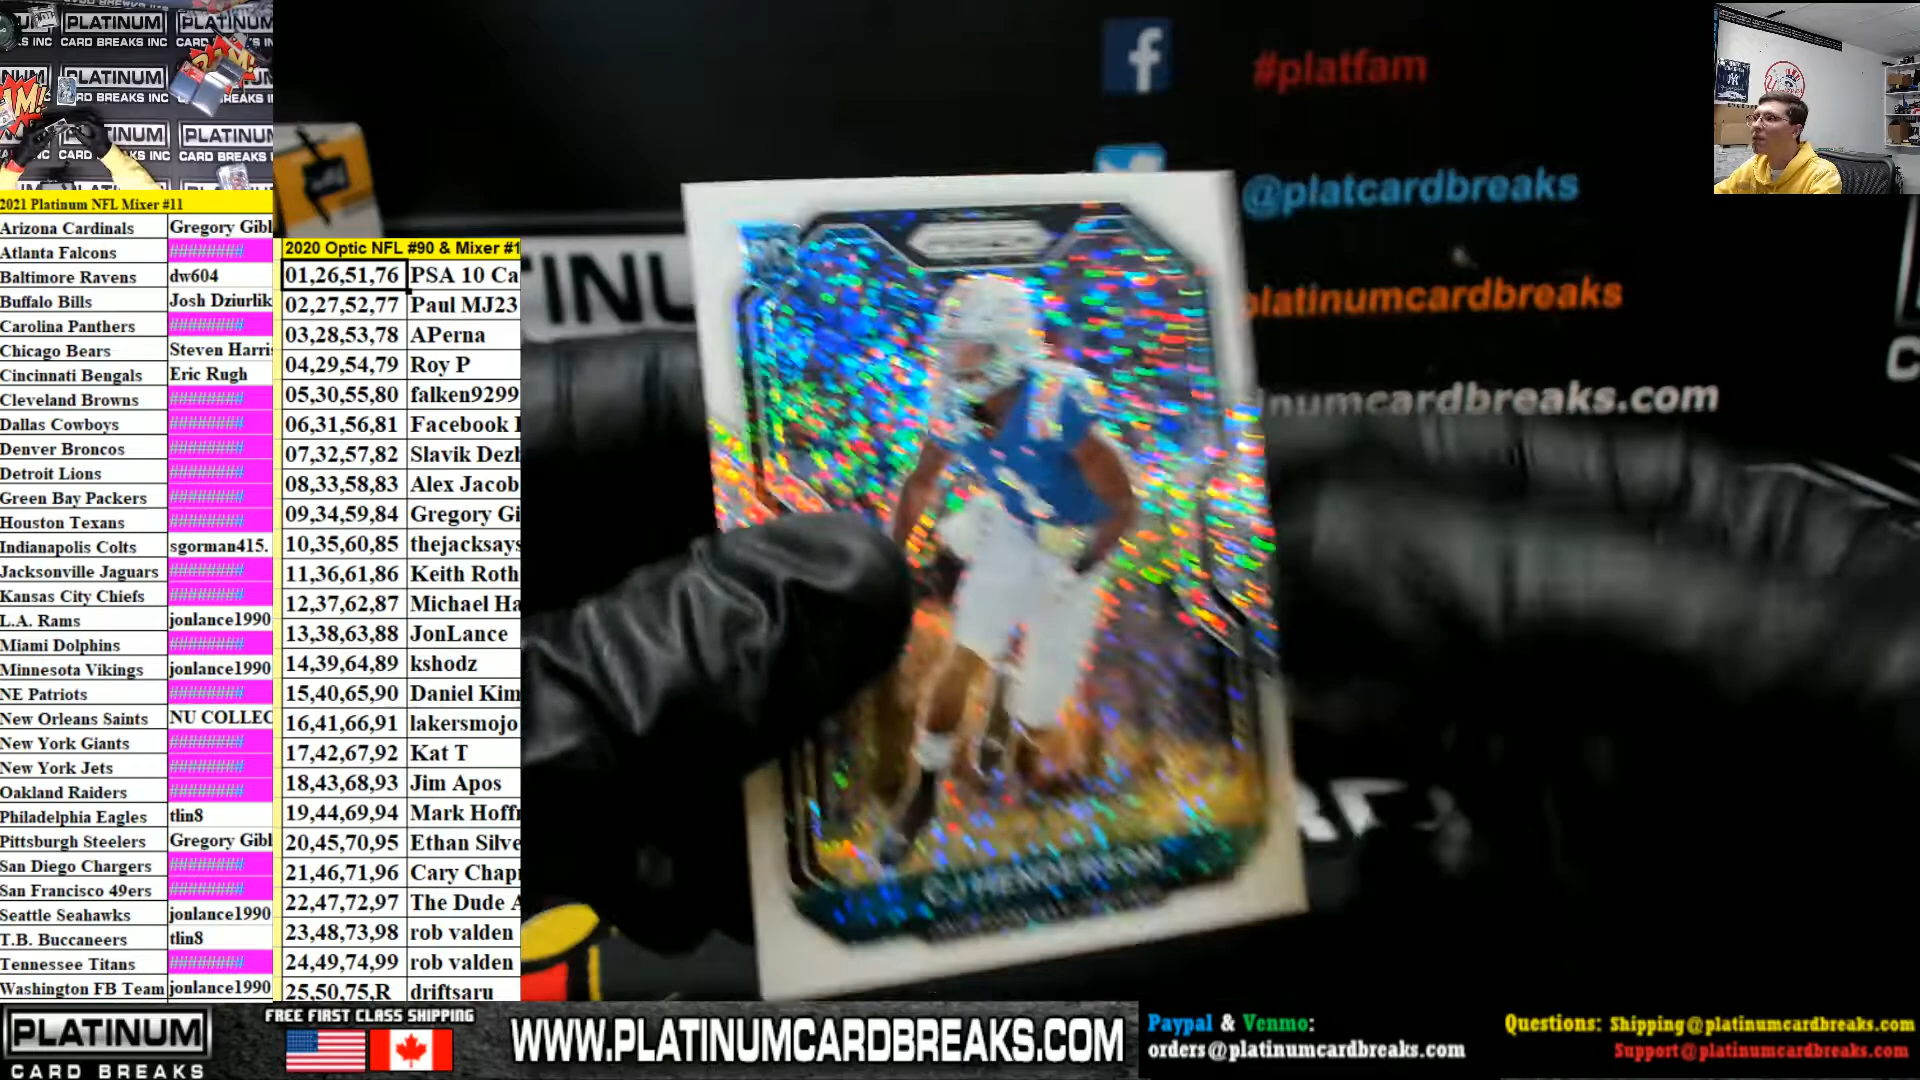 PLATINUM
CARD BREAKS INC
2021 Platinum NFL Mixer #11
Arizona Cardinals Gregory Gibl
Atlanta Falcons ########
Baltimore Ravens dw604
Buffalo Bills Josh Dziurlik
Carolina Panthers ########
Chicago Bears Steven Harris
Cincinnati Bengals Eric Rugh
Cleveland Browns ########
Dallas Cowboys ########
Denver Broncos ########
Detroit Lions ########
Green Bay Packers ########
Houston Texans ########
Indianapolis Colts sgorman415.
Jacksonville Jaguars ########
Kansas City Chiefs ########
L.A. Rams jonlance1990
Miami Dolphins ########
Minnesota Vikings jonlance1990
NE Patriots ########
New Orleans Saints NU COLLEC
New York Giants ########
New York Jets ########
Oakland Raiders ########
Philadelphia Eagles tlin8
Pittsburgh Steelers Gregory Gibl
San Diego Chargers ########
San Francisco 49ers ########
Seattle Seahawks jonlance1990
T.B. Buccaneers tlin8
Tennessee Titans ########
Washington FB Team jonlance1990
2020 Optic NFL #90 & Mixer #1
01,26,51,76 PSA 10 Ca
02,27,52,77 Paul MJ23
03,28,53,78 APerna
04,29,54,79 Roy P
05,30,55,80 falken9299
06,31,56,81 Facebook
07,32,57,82 Slavik Dezh
08,33,58,83 Alex Jacob
09,34,59,84 Gregory Gi
10,35,60,85 thejacksays
11,36,61,86 Keith Roth
12,37,62,87 Michael Ha
13,38,63,88 JonLance
14,39,64,89 kshodz
15,40,65,90 Daniel Kim
16,41,66,91 lakersmojo
17,42,67,92 Kat T
18,43,68,93 Jim Apos
19,44,69,94 Mark Hoffr
20,45,70,95 Ethan Silve
21,46,71,96 Cary Chapr
22,47,72,97 The Dude A
23,48,73,98 rob valden
24,49,74,99 rob valden
25,50,75,R driftsaru
#platfam
@platcardbreaks
platinumcardbreaks
inumcardbreaks.com
TINU
PRIZM
RC
CJ HENDERSON
PLATINUM
CARD BREAKS
FREE FIRST CLASS SHIPPING
WWW.PLATINUMCARDBREAKS.COM
Paypal & Venmo:
orders@platinumcardbreaks.com
Questions: Shipping@platinumcardbreaks.com
Support@platinumcardbreaks.com